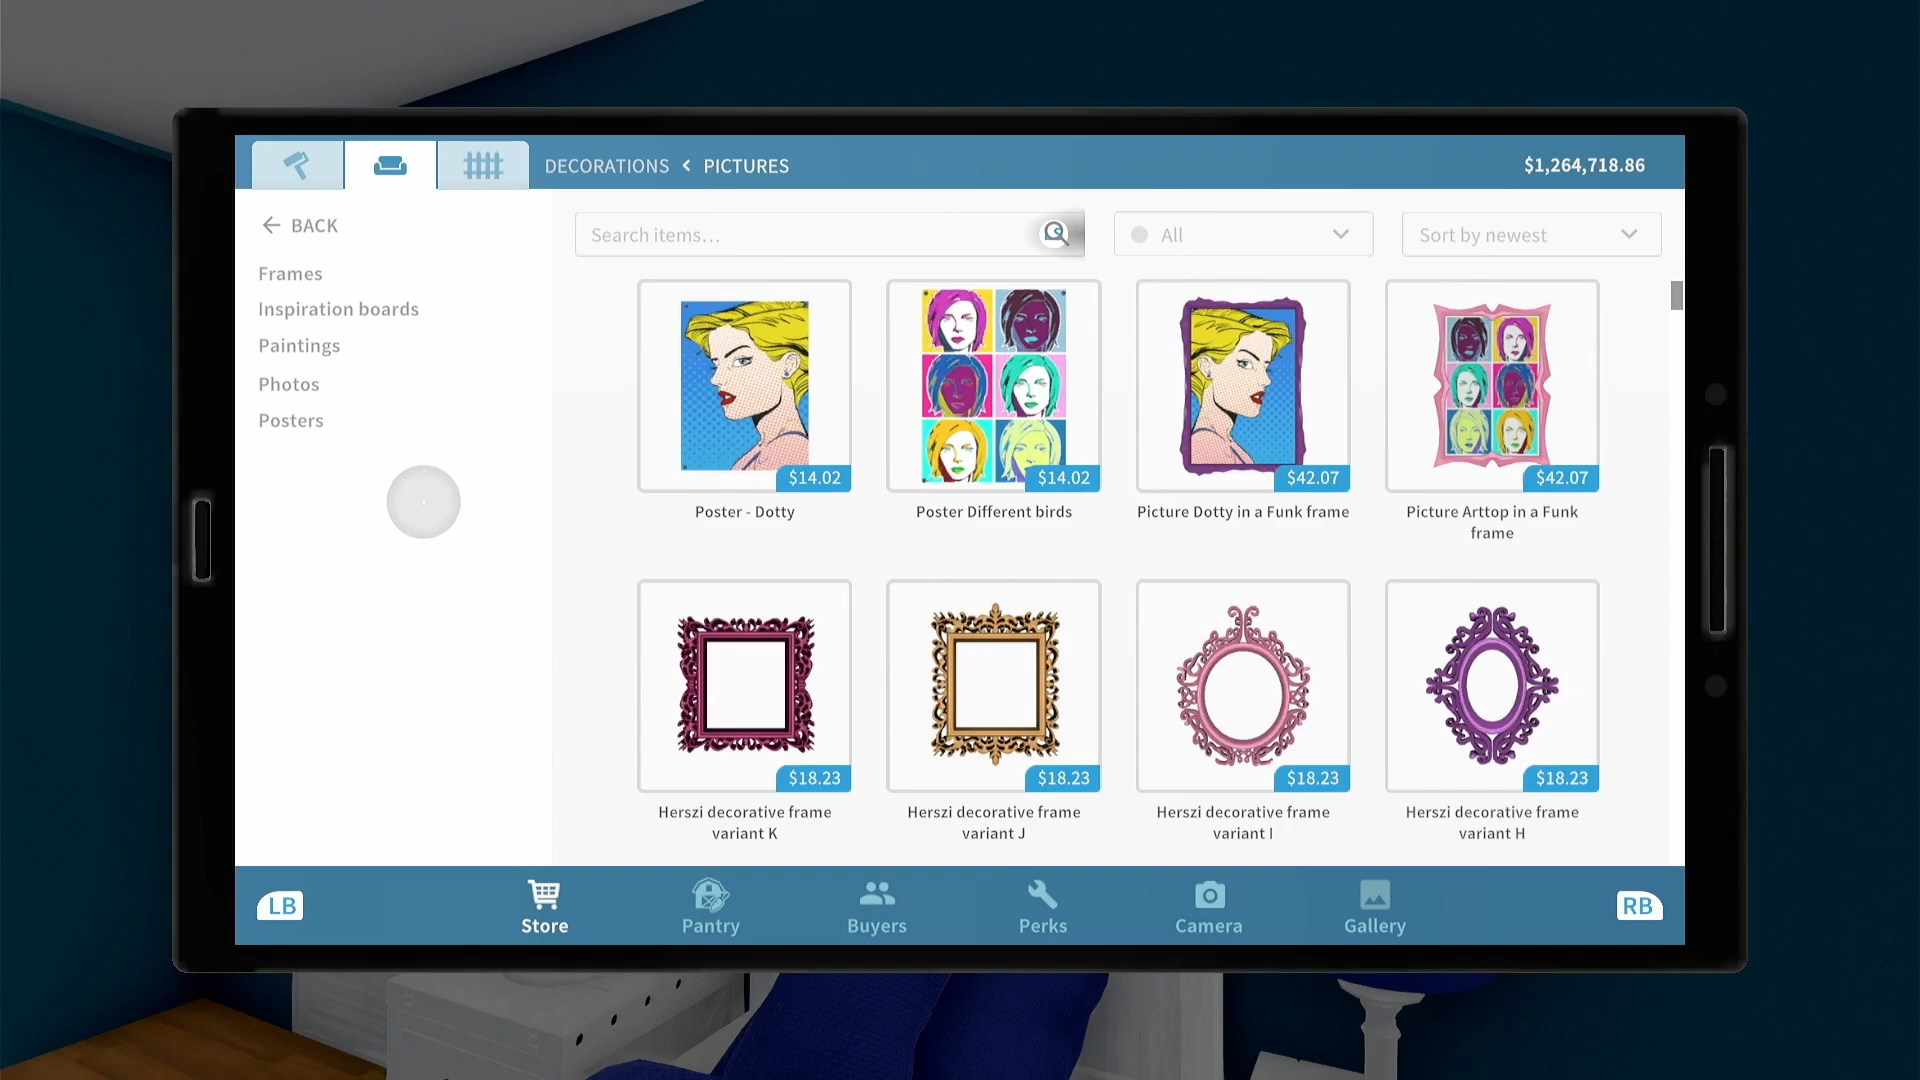 DECORATIONS < PICTURES
$1,264,718.86
BACK
Frames
Inspiration boards
Paintings
Photos
Posters
Search items...
All
Sort by newest
$14.02
$14.02
$42.07
$42.07
Poster - Dotty
Poster Different birds
Picture Dotty in a Funk frame
Picture Arttop in a Funk
frame
$18.23
$18.23
$18.23
$18.23
Herszi decorative frame
variant K
Herszi decorative frame
variant J
Herszi decorative frame
variant I
Herszi decorative frame
variant H
LB
Store
Pantry
Buyers
Perks
Camera
Gallery
RB